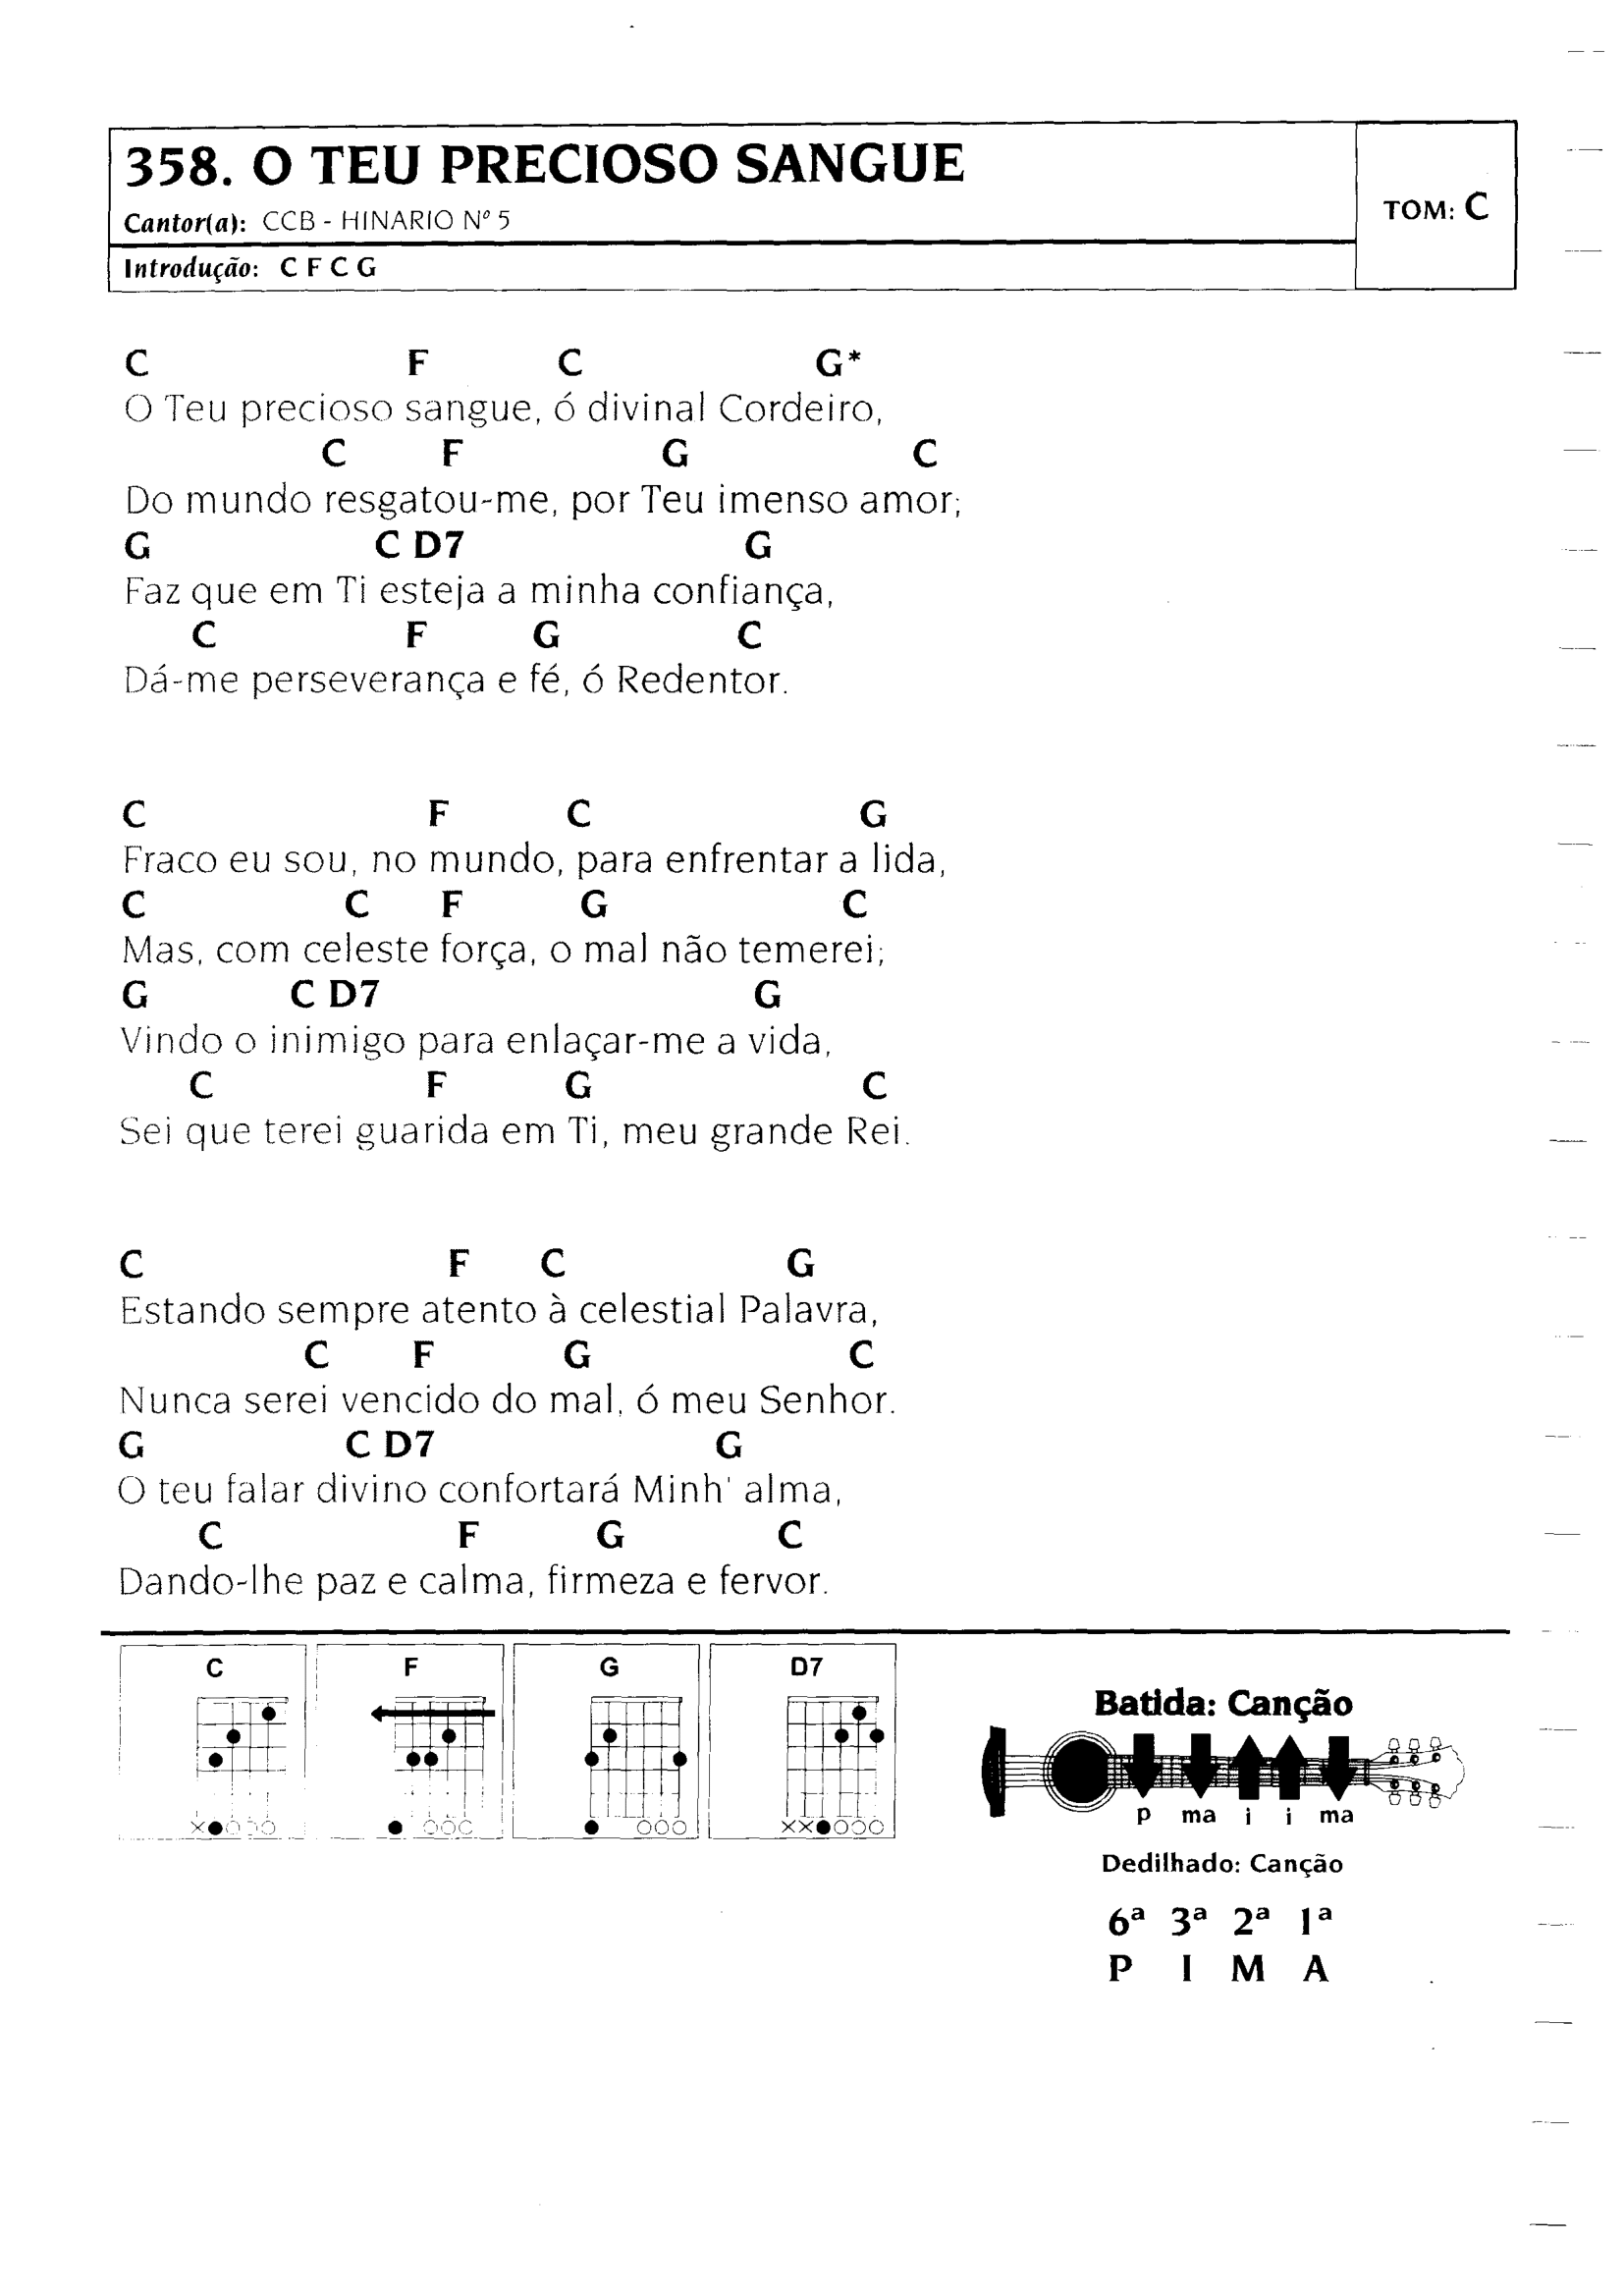 358. O TEU PRECIOSO SANGUE
Cantor(a): CCB - HINARIO Nº 5
TOM: C
Introdução: C F C G
C F C G*
O Teu precioso sangue, ó divinal Cordeiro,
C F G C
Do mundo resgatou-me, por Teu imenso amor;
G C D7 G
Faz que em Ti esteja a minha confiança,
C F G C
Dá-me perseverança e fé, ó Redentor.
C F C G
Fraco eu sou, no mundo, para enfrentar a lida,
C C F G C
Mas, com celeste força, o mal não temerei;
G C D7 G
Vindo o inimigo para enlaçar-me a vida,
C F G C
Sei que terei guarida em Ti, meu grande Rei.
C F C G
Estando sempre atento à celestial Palavra,
C F G C
Nunca serei vencido do mal, ó meu Senhor.
G C D7 G
O teu falar divino confortará Minh' alma,
C F G C
Dando-lhe paz e calma, firmeza e fervor.
C F G D7
Batida: Canção
p ma i i ma
Dedilhado: Canção
6ª 3ª 2ª 1ª
P I M A